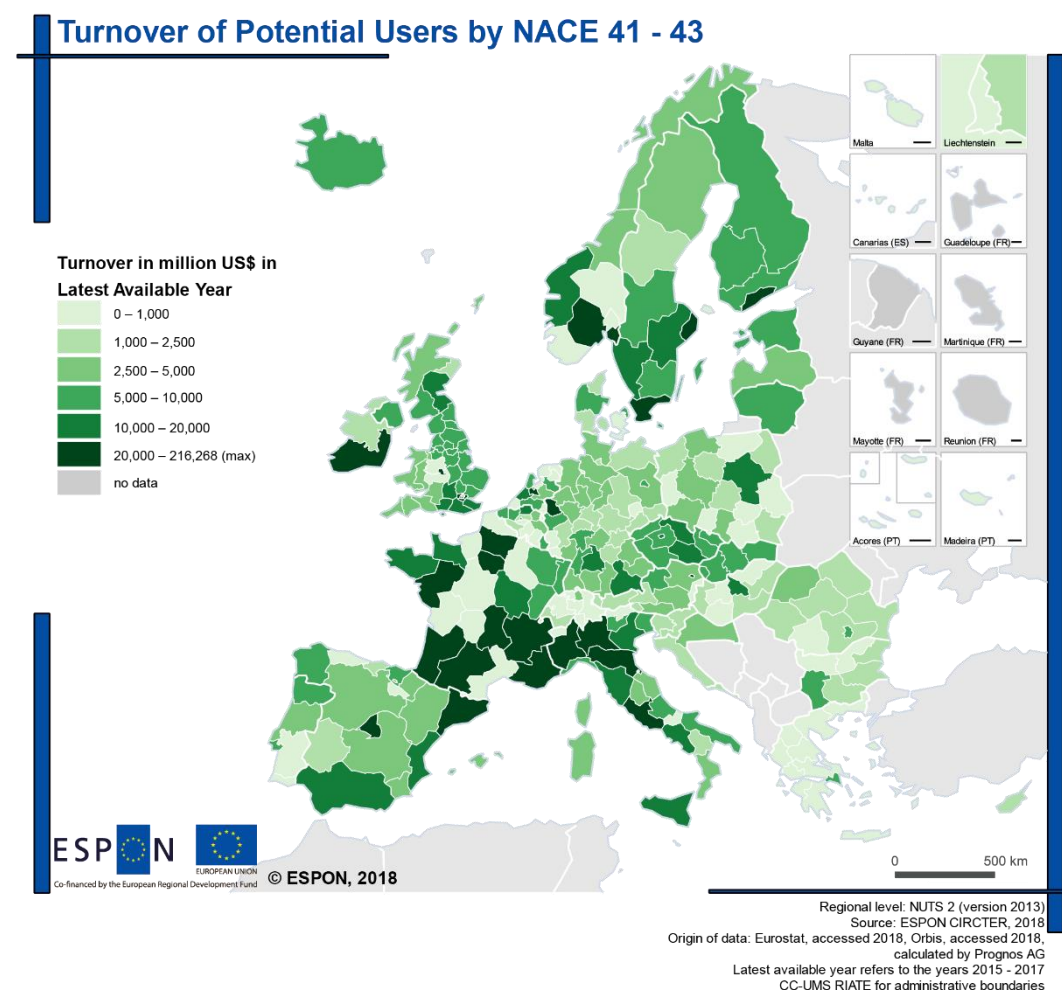 Turnover of Potential Users by NACE 41 - 43
Malta
Liechtenstein
Canarias (ES)
Guadeloupe (FR)
Guyane (FR)
Martinique (FR)
Mayotte (FR)
Reunion (FR)
Acores (PT)
Madeira (PT)
Turnover in million US$ in
Latest Available Year
0 – 1,000
1,000 – 2,500
2,500 – 5,000
5,000 – 10,000
10,000 – 20,000
20,000 – 216,268 (max)
no data
ESPON
EUROPEAN UNION
Co-financed by the European Regional Development Fund
© ESPON, 2018
0 500 km
Regional level: NUTS 2 (version 2013)
Source: ESPON CIRCTER, 2018
Origin of data: Eurostat, accessed 2018, Orbis, accessed 2018,
calculated by Prognos AG
Latest available year refers to the years 2015 - 2017
CC-UMS RIATE for administrative boundaries